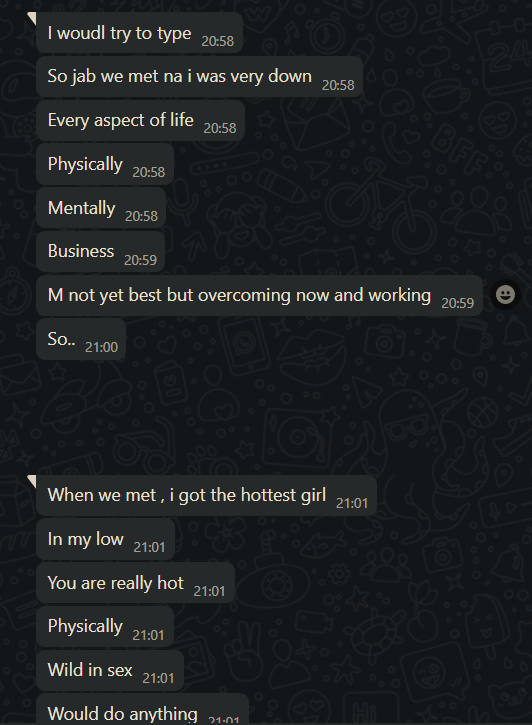 I woudl try to type 20:58
So jab we met na i was very down 20:58
Every aspect of life 20:58
Physically 20:58
Mentally 20:58
Business 20:59
M not yet best but overcoming now and working 20:59
So.. 21:00
When we met , i got the hottest girl 21:01
In my low 21:01
You are really hot 21:01
Physically 21:01
Wild in sex 21:01
Would do anything 21:01